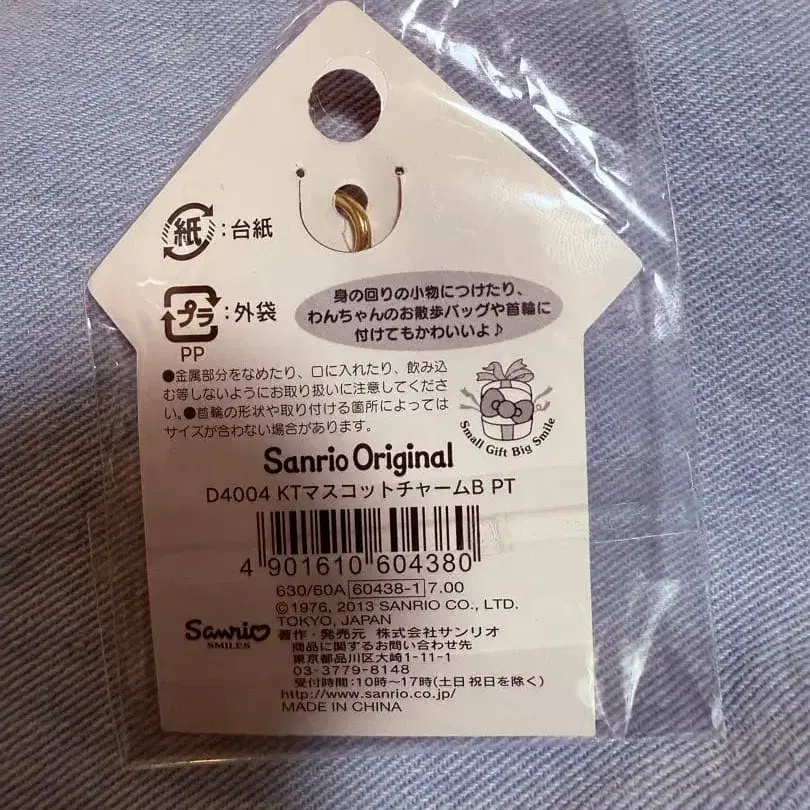 紙:台紙
プラ:外袋
PP
身の回りの小物につけたり、
わんちゃんのお散歩バッグや首輪に
付けてもかわいいよ♪
●金属部分をなめたり、口に入れたり、飲み込
む等しないようにお取り扱いに注意してくださ
い。●首輪の形状や取り付ける箇所によっては
サイズが合わない場合があります。
Small Gift Big Smile
Sanrio Original
D4004 KTマスコットチャームB PT
4 901610 604380
630/60A 60438-1 7.00
©1976, 2013 SANRIO CO., LTD.
TOKYO, JAPAN
Sanrio
SMILES
著作・発売元 株式会社サンリオ
商品に関するお問い合わせ先
東京都品川区大崎1-11-1
03-3779-8148
受付時間:10時〜17時(土日祝日を除く)
http://www.sanrio.co.jp/
MADE IN CHINA